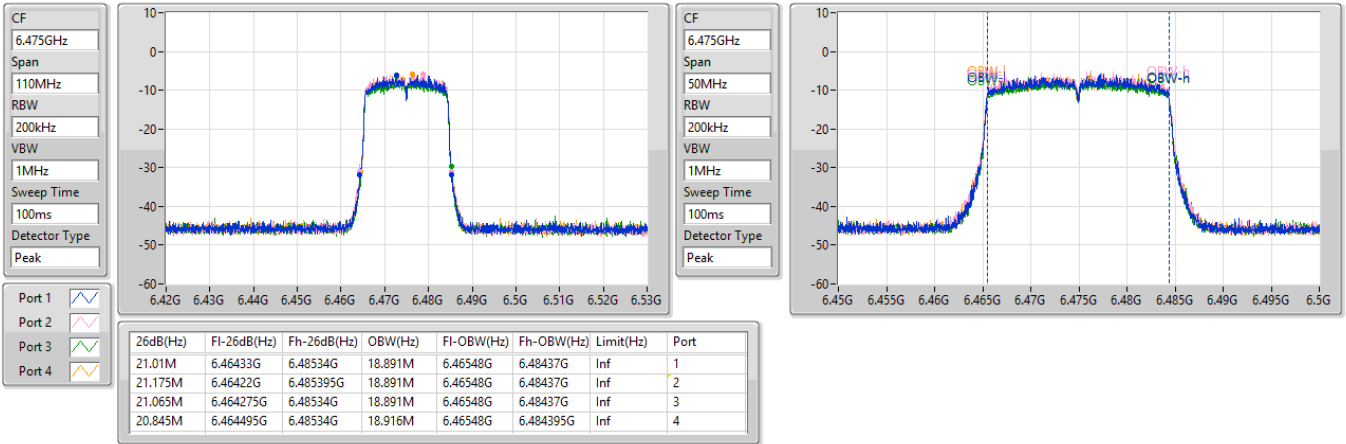 CF
6.475GHz
Span
110MHz
RBW
200kHz
VBW
1MHz
Sweep Time
100ms
Detector Type
Peak
10-
0-
-10-
-20-
-30-
-40-
-50-
-60-
6.42G 6.43G 6.44G 6.45G 6.46G 6.47G 6.48G 6.49G 6.5G 6.51G 6.52G 6.53G
CF
6.475GHz
Span
50MHz
RBW
200kHz
VBW
1MHz
Sweep Time
100ms
Detector Type
Peak
10-
0-
-10-
-20-
-30-
-40-
-50-
-60-
OBW-l OBW-h
6.45G 6.455G 6.46G 6.465G 6.47G 6.475G 6.48G 6.485G 6.49G 6.495G 6.5G
Port 1
Port 2
Port 3
Port 4
26dB(Hz) Fl-26dB(Hz) Fh-26dB(Hz) OBW(Hz) Fl-OBW(Hz) Fh-OBW(Hz) Limit(Hz) Port
21.01M 6.46433G 6.48534G 18.891M 6.46548G 6.48437G Inf 1
21.175M 6.46422G 6.485395G 18.891M 6.46548G 6.48437G Inf 2
21.065M 6.464275G 6.48534G 18.891M 6.46548G 6.48437G Inf 3
20.845M 6.464495G 6.48534G 18.916M 6.46548G 6.484395G Inf 4